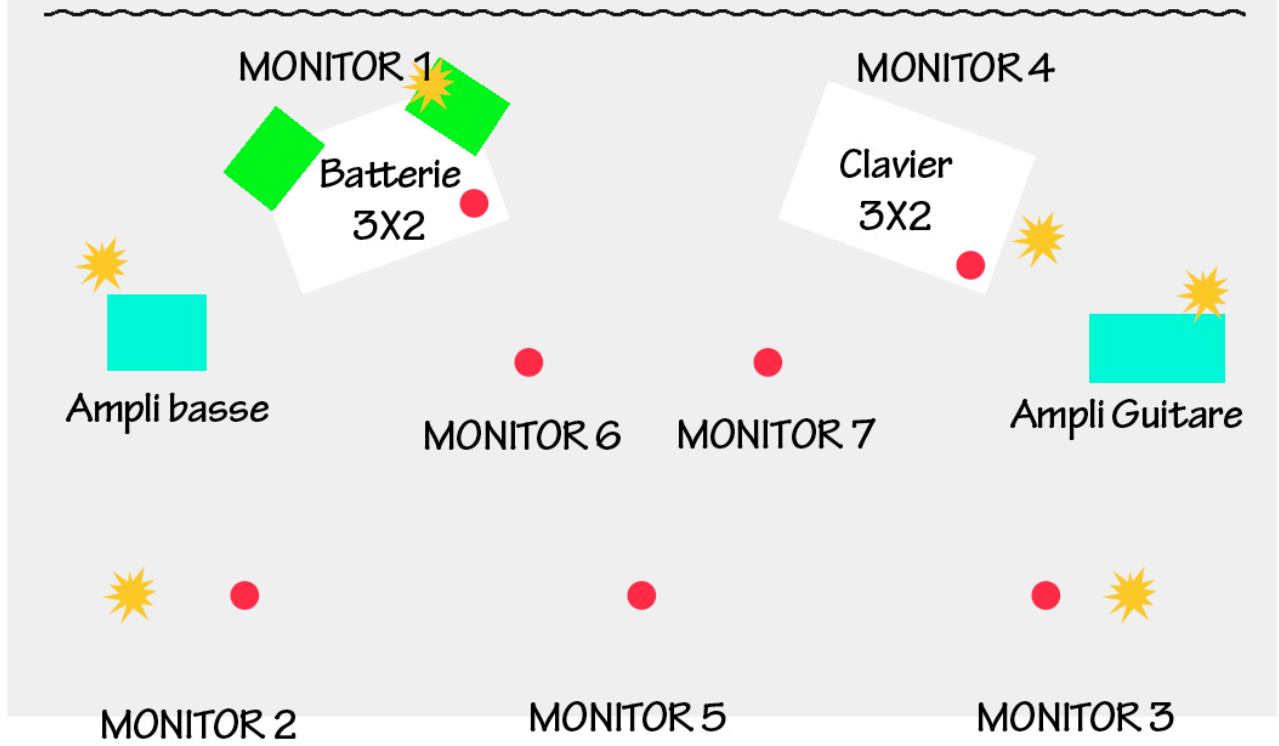 MONITOR 1
MONITOR 4
Batterie
3X2
Clavier
3X2
Ampli basse
Ampli Guitare
MONITOR 6
MONITOR 7
MONITOR 2
MONITOR 5
MONITOR 3